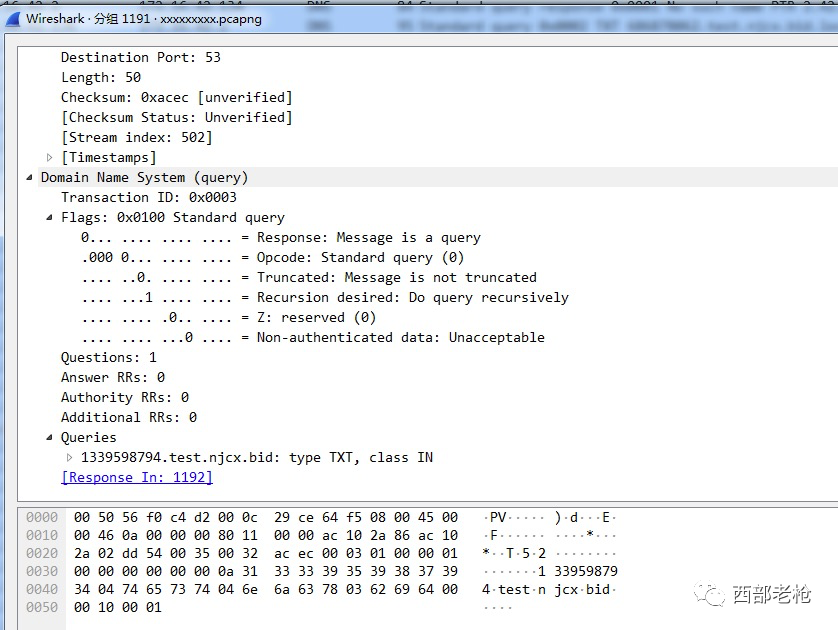 Wireshark · 分组 1191 · xxxxxxxxx.pcapng
Destination Port: 53
Length: 50
Checksum: 0xacec [unverified]
[Checksum Status: Unverified]
[Stream index: 502]
[Timestamps]
Domain Name System (query)
Transaction ID: 0x0003
Flags: 0x0100 Standard query
0... .... .... .... = Response: Message is a query
.000 0... .... .... = Opcode: Standard query (0)
.... ..0. .... .... = Truncated: Message is not truncated
.... ...1 .... .... = Recursion desired: Do query recursively
.... .... .0.. .... = Z: reserved (0)
.... .... ...0 .... = Non-authenticated data: Unacceptable
Questions: 1
Answer RRs: 0
Authority RRs: 0
Additional RRs: 0
Queries
1339598794.test.njcx.bid: type TXT, class IN
[Response In: 1192]
0000 00 50 56 f0 c4 d2 00 0c 29 ce 64 f5 08 00 45 00 ·PV····· )·d···E·
0010 00 46 0a 00 00 00 80 11 00 00 ac 10 2a 86 ac 10 ·F······ ····*···
0020 2a 02 dd 54 00 35 00 32 ac ec 00 03 01 00 00 01 *··T·5·2 ········
0030 00 00 00 00 00 00 0a 31 33 33 39 35 39 38 37 39 ·······1 33959879
0040 34 04 74 65 73 74 04 6e 6a 63 78 03 62 69 64 00 4·test·n jcx·bid·
0050 00 10 00 01 ····
西部老枪